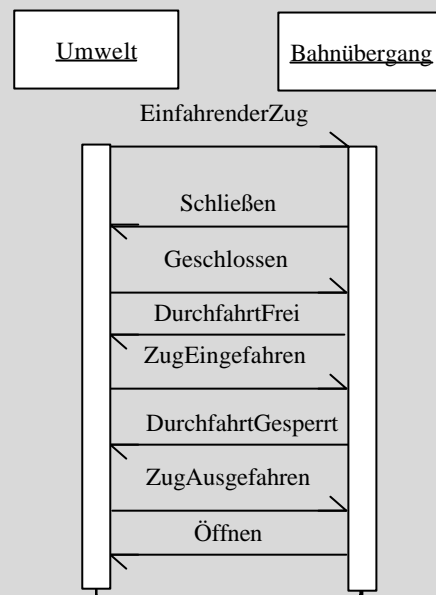 Umwelt
Bahnübergang
EinfahrenderZug
Schließen
Geschlossen
DurchfahrtFrei
ZugEingefahren
DurchfahrtGesperrt
ZugAusgefahren
Öffnen